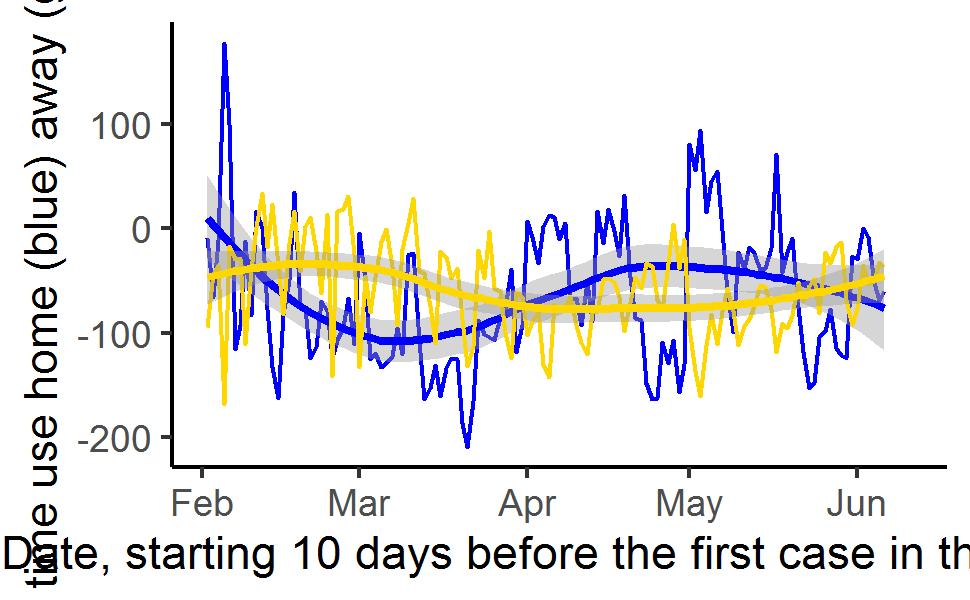 time use home (blue) away (
100
0
-100
-200
Feb Mar Apr May Jun
Date, starting 10 days before the first case in th